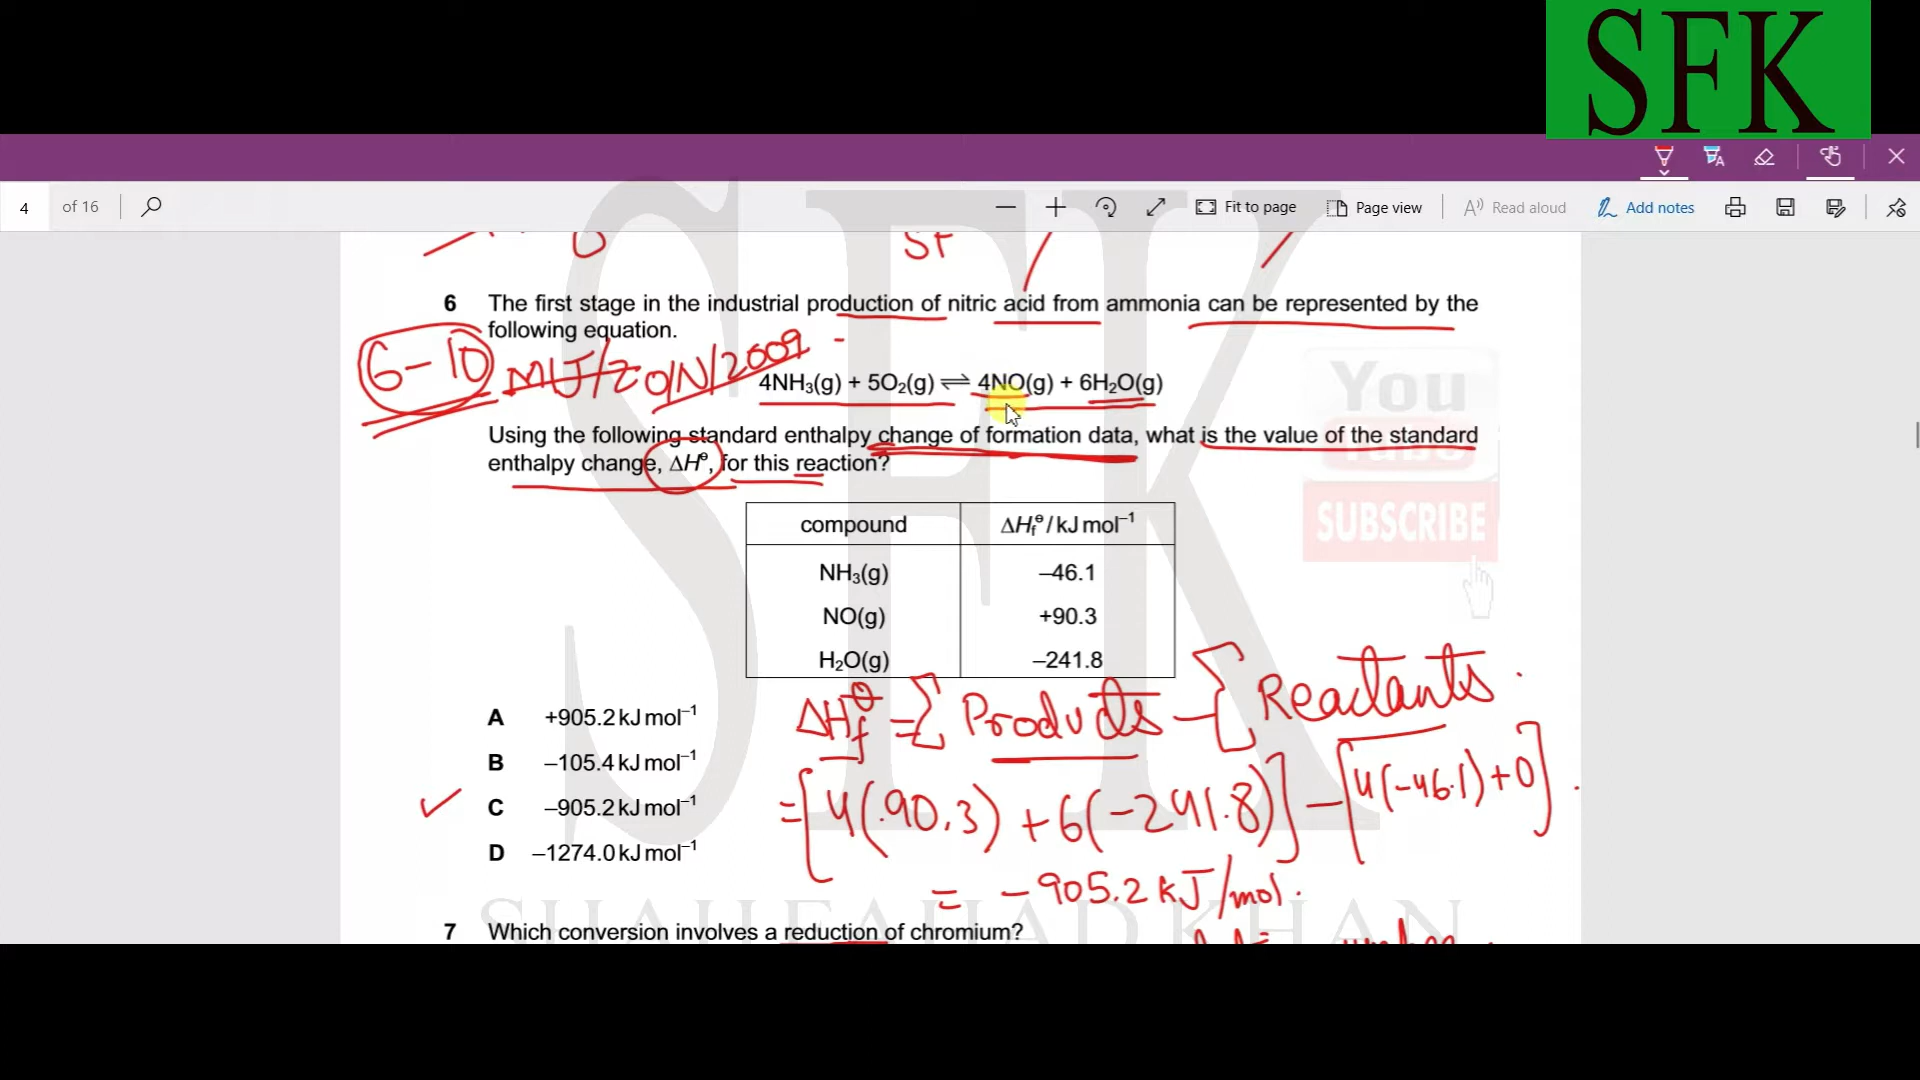 SFK
4 of 16
Fit to page
Page view
Read aloud
Add notes
6 The first stage in the industrial production of nitric acid from ammonia can be represented by the
following equation.
6-10 MJ/2 O/N/2009
4NH₃(g) + 5O₂(g) ⇌ 4NO(g) + 6H₂O(g)
Using the following standard enthalpy change of formation data, what is the value of the standard
enthalpy change, ΔH⦵, for this reaction?
You
Tube
SUBSCRIBE
compound ΔHf⦵ / kJ mol⁻¹
NH₃(g) –46.1
NO(g) +90.3
H₂O(g) –241.8
ΔHf⦵ = Σ Products – Σ Reactants.
A +905.2 kJ mol⁻¹
B –105.4 kJ mol⁻¹
C –905.2 kJ mol⁻¹
D –1274.0 kJ mol⁻¹
= [4(90.3) + 6(-241.8)] – [4(-46.1) + 0].
= -905.2 kJ/mol.
SHAHFAHAD KHAN
7 Which conversion involves a reduction of chromium?